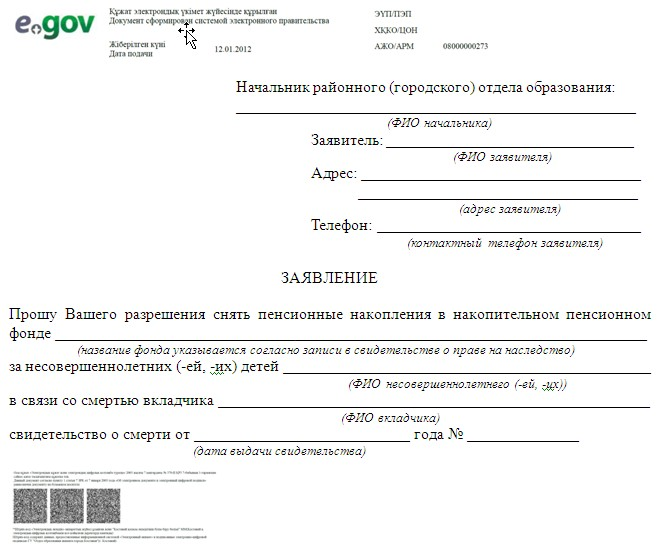 e.gov
Құжат электрондық үкімет жүйесінде құрылған
Документ сформирован системой электронного правительства
ЭҮП/ПЭП
ХҚКО/ЦОН
Жіберілген күні
Дата подачи
12.01.2012
АЖО/АРМ 08000000273
Начальник районного (городского) отдела образования:
(ФИО начальника)
Заявитель:
(ФИО заявителя)
Адрес:
(адрес заявителя)
Телефон:
(контактный телефон заявителя)
ЗАЯВЛЕНИЕ
Прошу Вашего разрешения снять пенсионные накопления в накопительном пенсионном
фонде
(название фонда указывается согласно записи в свидетельстве о праве на наследство)
за несовершеннолетних (-ей, -их) детей
(ФИО несовершеннолетнего (-ей, -их))
в связи со смертью вкладчика
(ФИО вкладчика)
свидетельство о смерти от года №
(дата выдачи свидетельства)